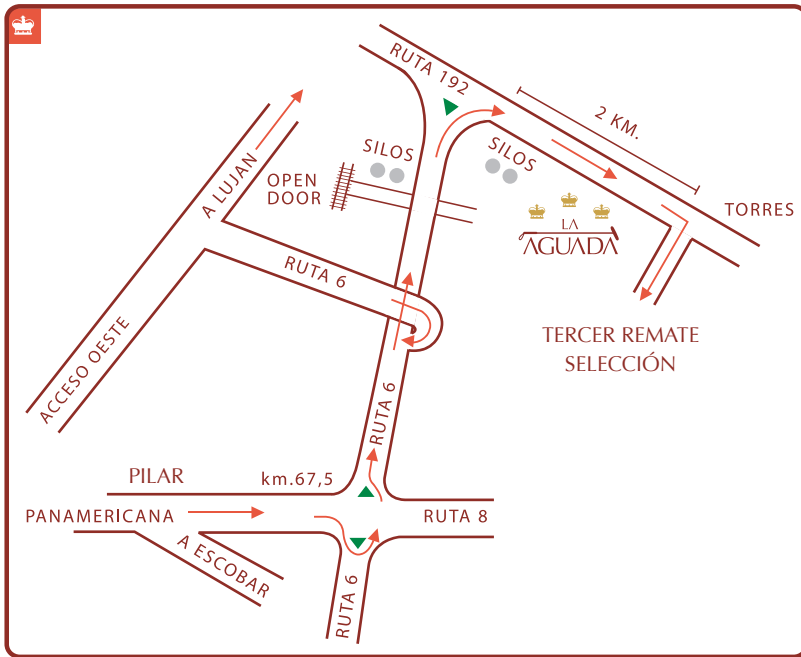 RUTA 192
2 KM.
SILOS
SILOS
A LUJAN
OPEN
DOOR
TORRES
LA
AGUADA
RUTA 6
TERCER REMATE
SELECCIÓN
ACCESO OESTE
RUTA 6
PILAR
km.67,5
PANAMERICANA
RUTA 8
A ESCOBAR
RUTA 6